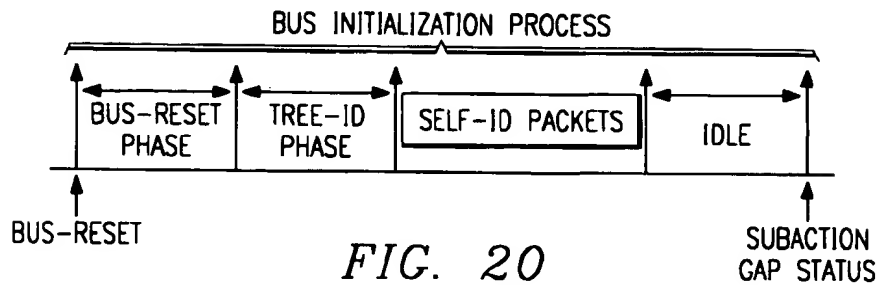 BUS INITIALIZATION PROCESS
BUS-RESET
PHASE
TREE-ID
PHASE
SELF-ID PACKETS
IDLE
BUS-RESET
SUBACTION
GAP STATUS
FIG. 20